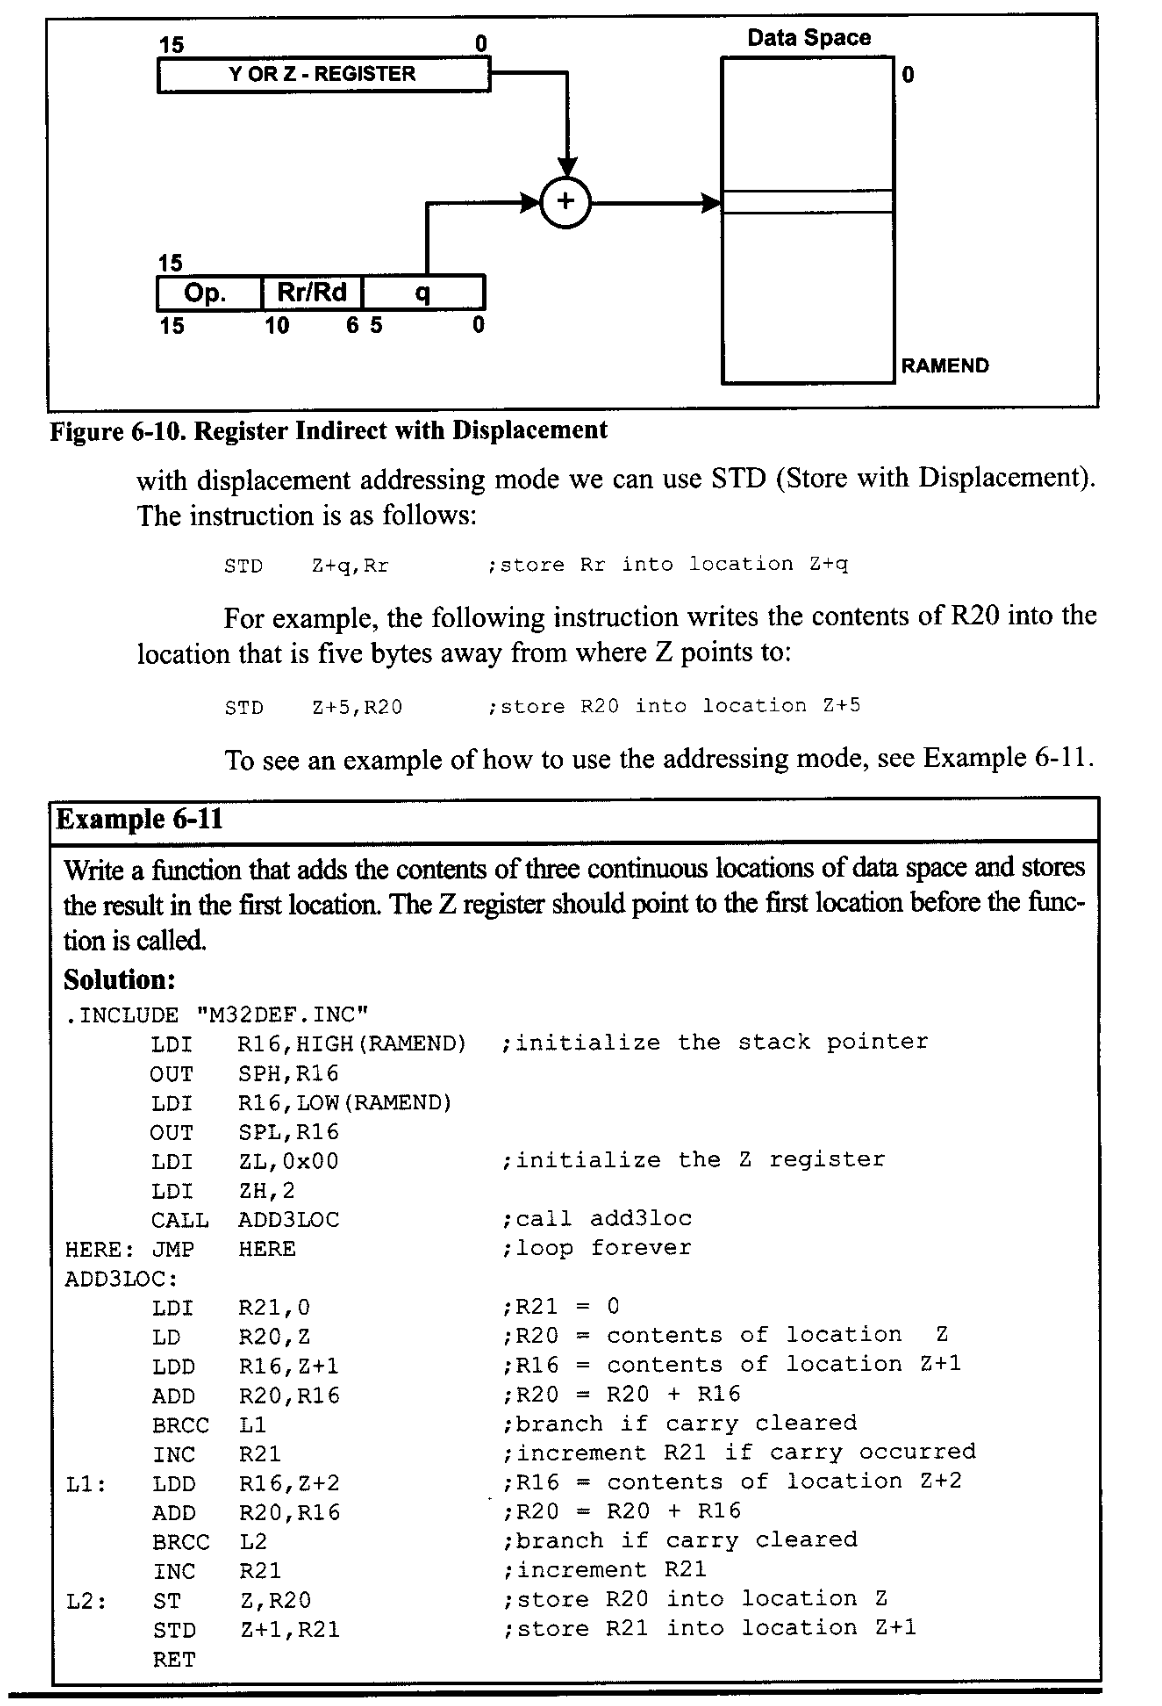 15 0 Data Space
Y OR Z - REGISTER 0
+
15
Op. Rr/Rd q
15 10 6 5 0
RAMEND
Figure 6-10. Register Indirect with Displacement
with displacement addressing mode we can use STD (Store with Displacement).
The instruction is as follows:
STD Z+q,Rr ;store Rr into location Z+q
For example, the following instruction writes the contents of R20 into the
location that is five bytes away from where Z points to:
STD Z+5,R20 ;store R20 into location Z+5
To see an example of how to use the addressing mode, see Example 6-11.
Example 6-11
Write a function that adds the contents of three continuous locations of data space and stores
the result in the first location. The Z register should point to the first location before the func-
tion is called.
Solution:
.INCLUDE "M32DEF.INC"
LDI R16,HIGH(RAMEND) ;initialize the stack pointer
OUT SPH,R16
LDI R16,LOW(RAMEND)
OUT SPL,R16
LDI ZL,0x00 ;initialize the Z register
LDI ZH,2
CALL ADD3LOC ;call add3loc
HERE: JMP HERE ;loop forever
ADD3LOC:
LDI R21,0 ;R21 = 0
LD R20,Z ;R20 = contents of location Z
LDD R16,Z+1 ;R16 = contents of location Z+1
ADD R20,R16 ;R20 = R20 + R16
BRCC L1 ;branch if carry cleared
INC R21 ;increment R21 if carry occurred
L1: LDD R16,Z+2 ;R16 = contents of location Z+2
ADD R20,R16 ;R20 = R20 + R16
BRCC L2 ;branch if carry cleared
INC R21 ;increment R21
L2: ST Z,R20 ;store R20 into location Z
STD Z+1,R21 ;store R21 into location Z+1
RET